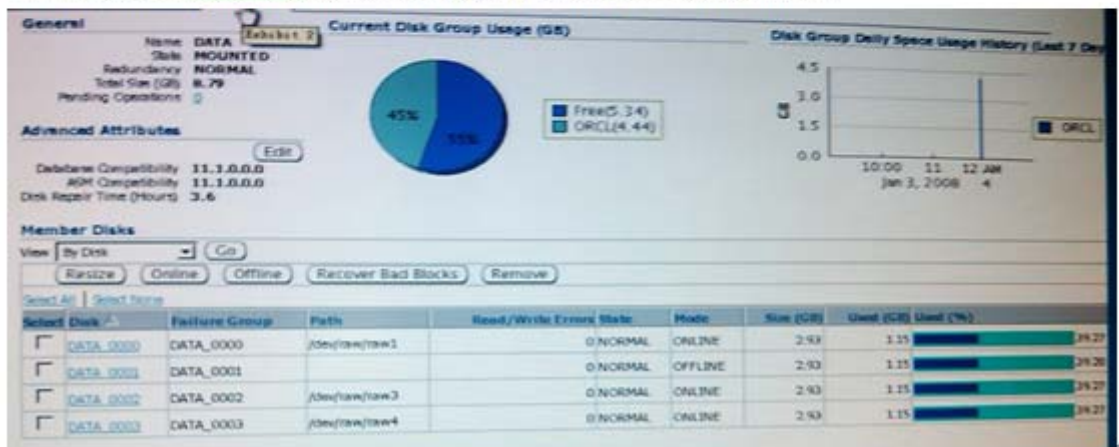 General
Name DATA
State MOUNTED
Redundancy NORMAL
Total Size (GB) 8.79
Pending Operations 0
Exhibit 2
Advanced Attributes
Edit
Database Compatibility 11.1.0.0.0
ASM Compatibility 11.1.0.0.0
Disk Repair Time (Hours) 3.6
Current Disk Group Usage (GB)
45%
55%
Free(5.34)
ORCL(4.44)
Disk Group Daily Space Usage History (Last 7 Day
GB
4.5
3.0
1.5
0.0
10:00 11 12 AM
Jan 3, 2008 4
ORCL
Member Disks
View By Disk Go
Resize Online Offline Recover Bad Blocks Remove
Select All Select None
Select Disk Failure Group Path Read/Write Errors State Mode Size (GB) Used (GB) Used (%)
DATA_0000 DATA_0000 /dev/raw/raw1 0 NORMAL ONLINE 2.93 1.15 39.27
DATA_0001 DATA_0001 0 NORMAL OFFLINE 2.93 1.15
DATA_0002 DATA_0002 /dev/raw/raw3 0 NORMAL ONLINE 2.93 1.15 39.27
DATA_0003 DATA_0003 /dev/raw/raw4 0 NORMAL ONLINE 2.93 1.15 39.27